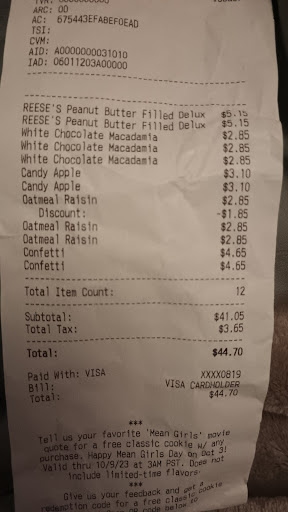 ARC: 00
AC: 675443EFABEF0EAD
TSI:
CVM:
AID: A0000000031010
IAD: 06011203A00000
REESE'S Peanut Butter Filled Delux $5.15
REESE'S Peanut Butter Filled Delux $5.15
White Chocolate Macadamia $2.85
White Chocolate Macadamia $2.85
White Chocolate Macadamia $2.85
Candy Apple $3.10
Candy Apple $3.10
Oatmeal Raisin $2.85
Discount: -$1.85
Oatmeal Raisin $2.85
Oatmeal Raisin $2.85
Confetti $4.65
Confetti $4.65
Total Item Count: 12
Subtotal: $41.05
Total Tax: $3.65
Total: $44.70
Paid With: VISA XXXX0819
Bill: VISA CARDHOLDER
Total: $44.70
***
Tell us your favorite 'Mean Girls' movie
quote for a free classic cookie w/ any
purchase. Happy Mean Girls Day on Oct 3!
Valid thru 10/9/23 at 3AM PST. Does not
include limited-time flavors.
***
Give us your feedback and get a
redemption code for a free classic cookie
code below to